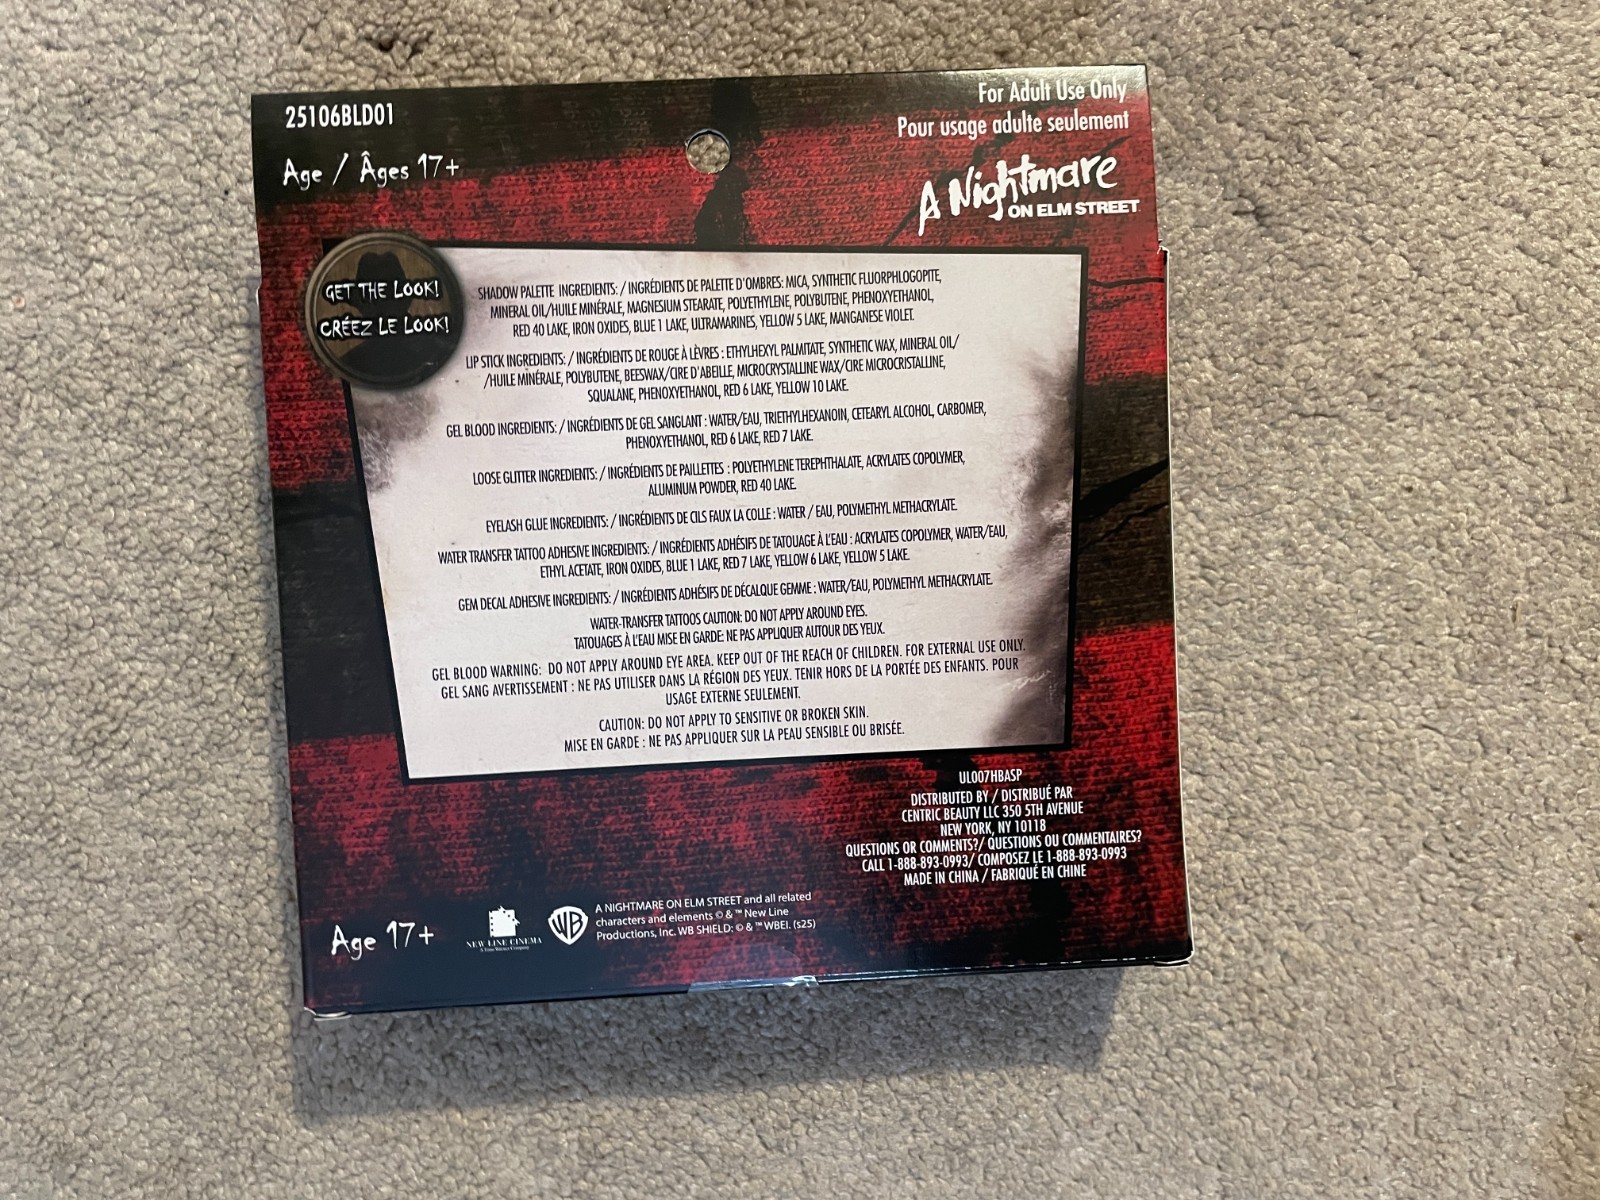 25106BLD01
Age / Âges 17+
For Adult Use Only
Pour usage adulte seulement
A Nightmare
ON ELM STREET
GET THE LOOK!
CRÉEZ LE LOOK!
SHADOW PALETTE INGREDIENTS: / INGRÉDIENTS DE PALETTE D'OMBRES: MICA, SYNTHETIC FLUORPHLOGOPITE,
MINERAL OIL/HUILE MINÉRALE, MAGNESIUM STEARATE, POLYETHYLENE, POLYBUTENE, PHENOXYETHANOL,
RED 40 LAKE, IRON OXIDES, BLUE 1 LAKE, ULTRAMARINES, YELLOW 5 LAKE, MANGANESE VIOLET.
LIP STICK INGREDIENTS: / INGRÉDIENTS DE ROUGE À LÈVRES : ETHYLHEXYL PALMITATE, SYNTHETIC WAX, MINERAL OIL/
/HUILE MINÉRALE, POLYBUTENE, BEESWAX/CIRE D'ABEILLE, MICROCRYSTALLINE WAX/CIRE MICROCRISTALLINE,
SQUALANE, PHENOXYETHANOL, RED 6 LAKE, YELLOW 10 LAKE.
GEL BLOOD INGREDIENTS: / INGRÉDIENTS DE GEL SANGLANT : WATER/EAU, TRIETHYLHEXANOIN, CETEARYL ALCOHOL, CARBOMER,
PHENOXYETHANOL, RED 6 LAKE, RED 7 LAKE.
LOOSE GLITTER INGREDIENTS: / INGRÉDIENTS DE PAILLETTES : POLYETHYLENE TEREPHTHALATE, ACRYLATES COPOLYMER,
ALUMINUM POWDER, RED 40 LAKE.
EYELASH GLUE INGREDIENTS: / INGRÉDIENTS DE CILS FAUX LA COLLE : WATER / EAU, POLYMETHYL METHACRYLATE.
WATER TRANSFER TATTOO ADHESIVE INGREDIENTS: / INGRÉDIENTS ADHÉSIFS DE TATOUAGE À L'EAU : ACRYLATES COPOLYMER, WATER/EAU,
ETHYL ACETATE, IRON OXIDES, BLUE 1 LAKE, RED 7 LAKE, YELLOW 6 LAKE, YELLOW 5 LAKE.
GEM DECAL ADHESIVE INGREDIENTS: / INGRÉDIENTS ADHÉSIFS DE DÉCALQUE GEMME : WATER/EAU, POLYMETHYL METHACRYLATE.
WATER-TRANSFER TATTOOS CAUTION: DO NOT APPLY AROUND EYES.
TATOUAGES À L'EAU MISE EN GARDE: NE PAS APPLIQUER AUTOUR DES YEUX.
GEL BLOOD WARNING: DO NOT APPLY AROUND EYE AREA. KEEP OUT OF THE REACH OF CHILDREN. FOR EXTERNAL USE ONLY.
GEL SANG AVERTISSEMENT : NE PAS UTILISER DANS LA RÉGION DES YEUX. TENIR HORS DE LA PORTÉE DES ENFANTS. POUR
USAGE EXTERNE SEULEMENT.
CAUTION: DO NOT APPLY TO SENSITIVE OR BROKEN SKIN.
MISE EN GARDE : NE PAS APPLIQUER SUR LA PEAU SENSIBLE OU BRISÉE.
UL007HBASP
DISTRIBUTED BY / DISTRIBUÉ PAR
CENTRIC BEAUTY LLC 350 5TH AVENUE
NEW YORK, NY 10118
QUESTIONS OR COMMENTS?/ QUESTIONS OU COMMENTAIRES?
CALL 1-888-893-0993/ COMPOSEZ LE 1-888-893-0993
MADE IN CHINA / FABRIQUÉ EN CHINE
Age 17+
NEW LINE CINEMA
A Time Warner Company
WB
A NIGHTMARE ON ELM STREET and all related
characters and elements © & ™ New Line
Productions, Inc. WB SHIELD: © & ™ WBEI. (s25)